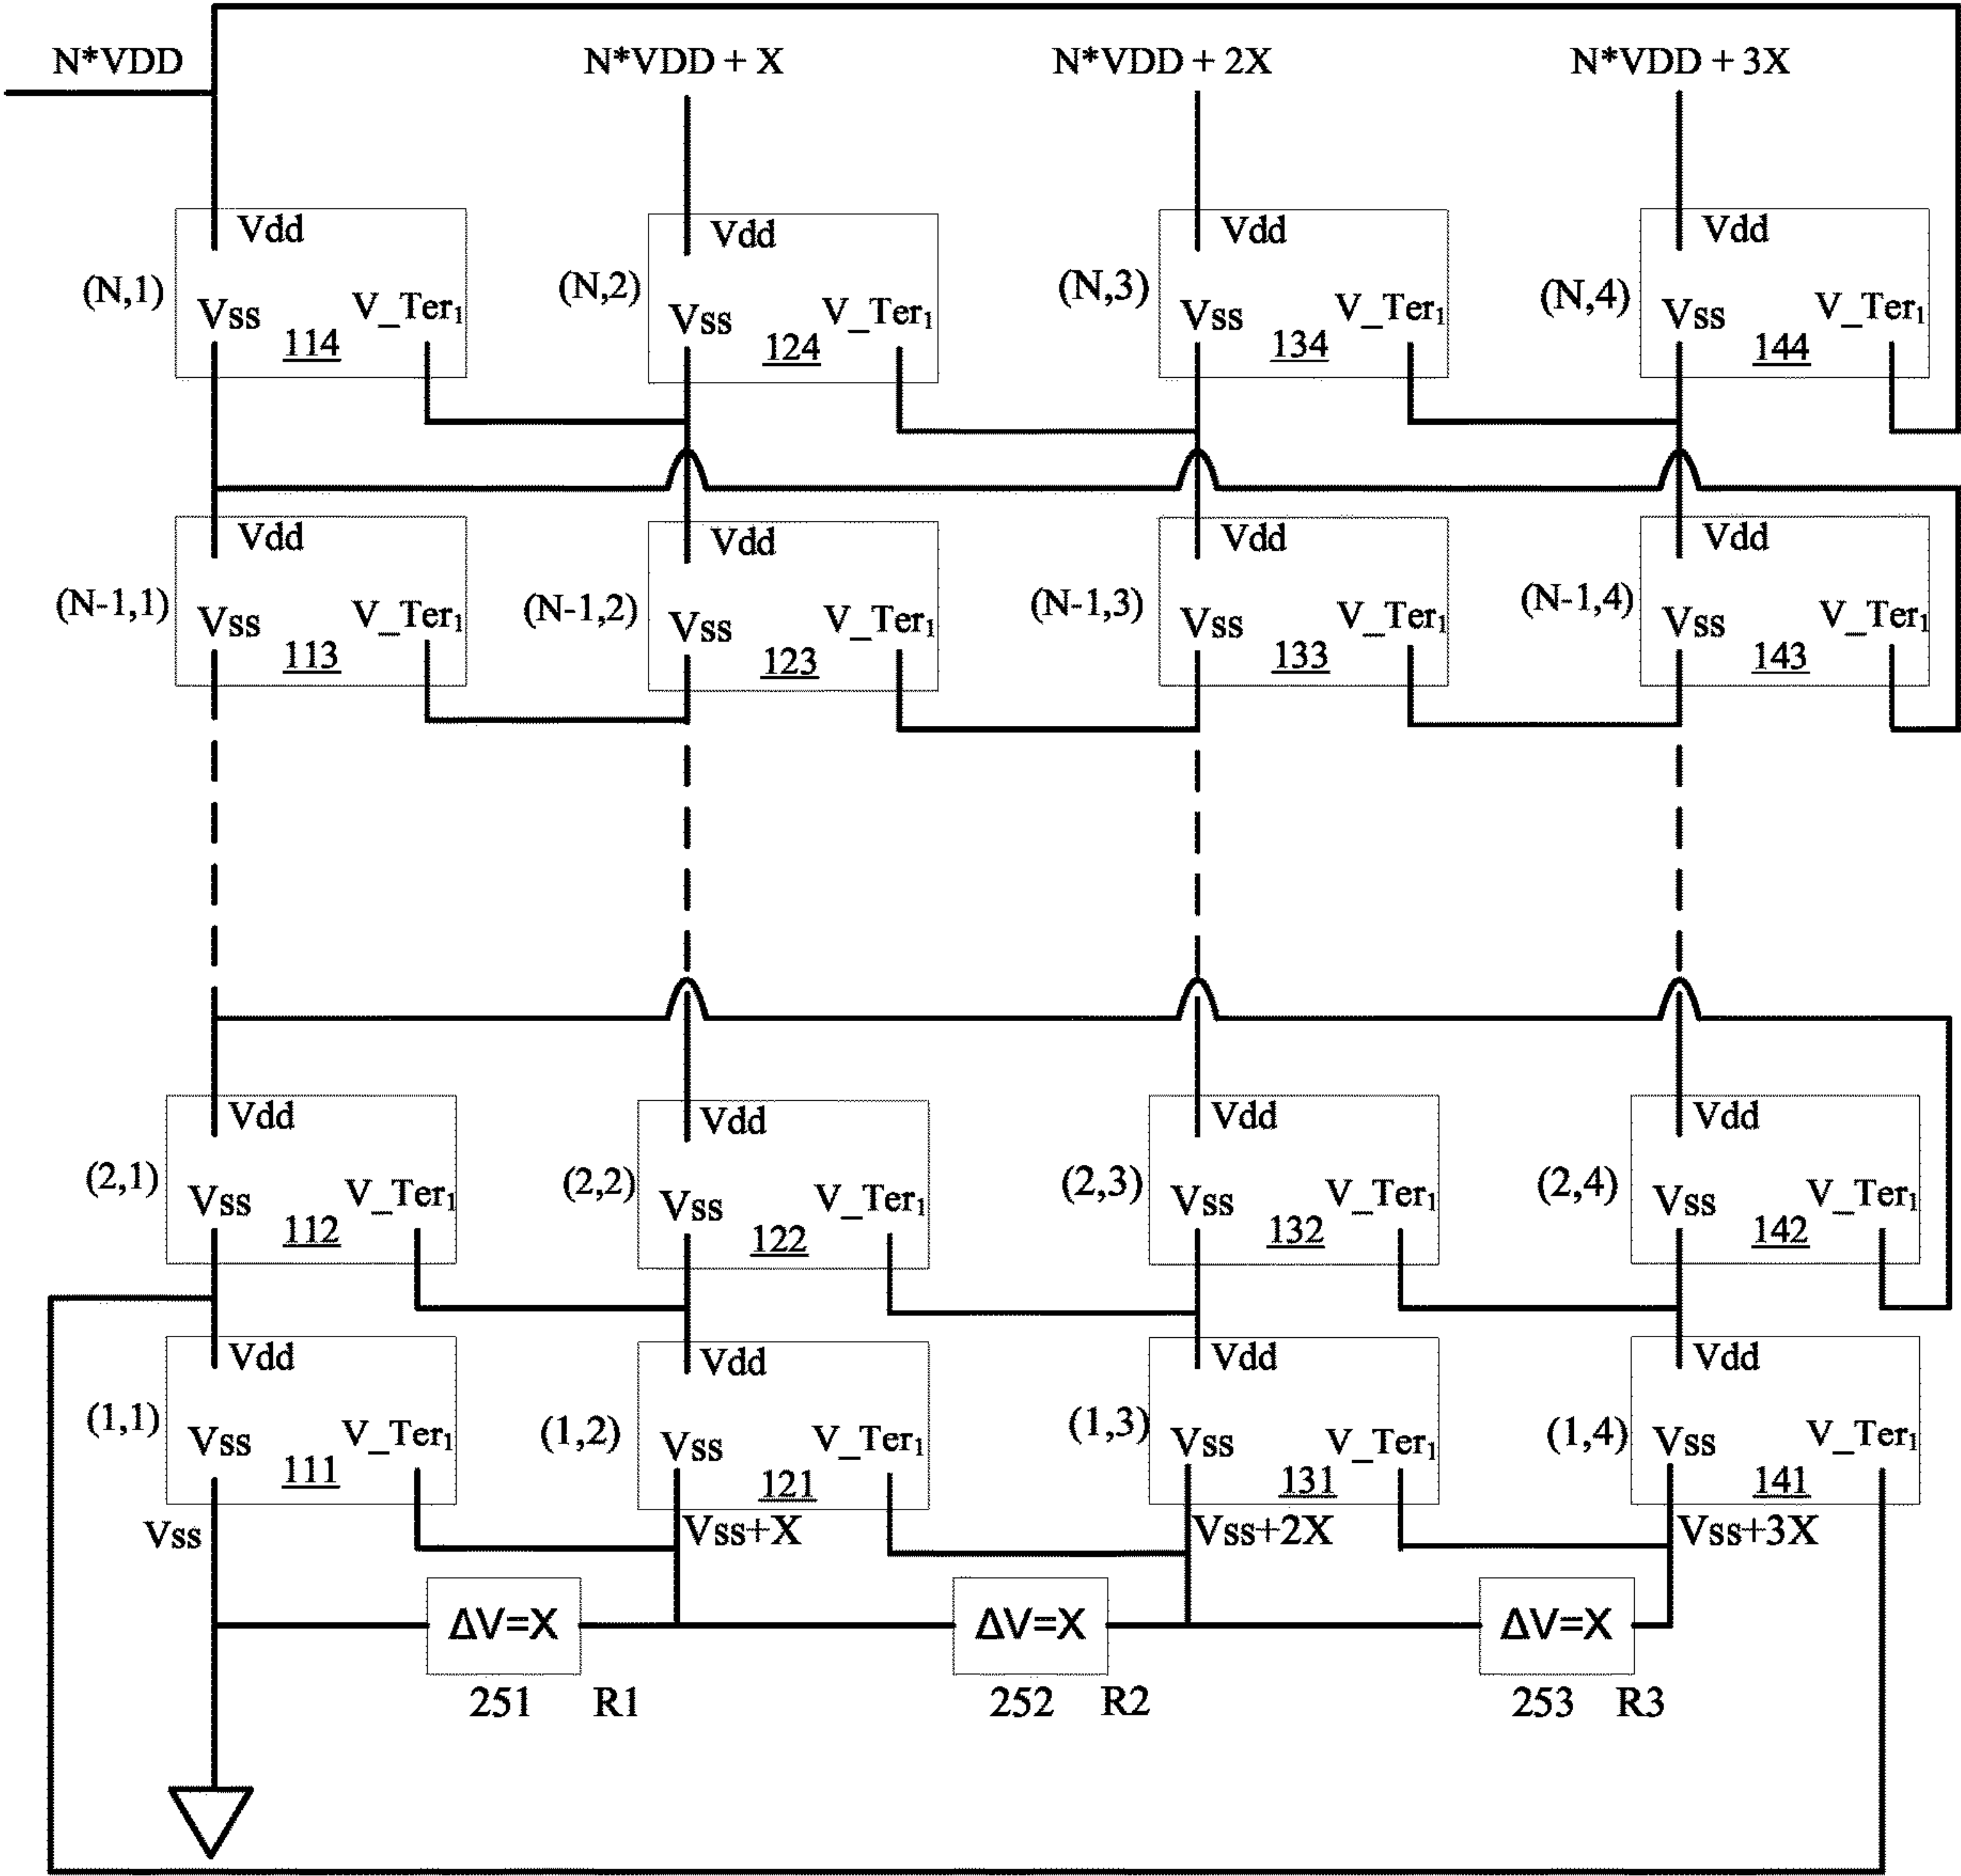 N*VDD
N*VDD + X
N*VDD + 2X
N*VDD + 3X
(N,1)
Vdd
Vss
V_Ter₁
114
(N,2)
Vdd
Vss
V_Ter₁
124
(N,3)
Vdd
Vss
V_Ter₁
134
(N,4)
Vdd
Vss
V_Ter₁
144
(N-1,1)
Vdd
Vss
V_Ter₁
113
(N-1,2)
Vdd
Vss
V_Ter₁
123
(N-1,3)
Vdd
Vss
V_Ter₁
133
(N-1,4)
Vdd
Vss
V_Ter₁
143
(2,1)
Vdd
Vss
V_Ter₁
112
(2,2)
Vdd
Vss
V_Ter₁
122
(2,3)
Vdd
Vss
V_Ter₁
132
(2,4)
Vdd
Vss
V_Ter₁
142
(1,1)
Vdd
Vss
V_Ter₁
111
(1,2)
Vdd
Vss
V_Ter₁
121
(1,3)
Vdd
Vss
V_Ter₁
131
(1,4)
Vdd
Vss
V_Ter₁
141
Vss
Vss+X
Vss+2X
Vss+3X
ΔV=X
ΔV=X
ΔV=X
251 R1
252 R2
253 R3